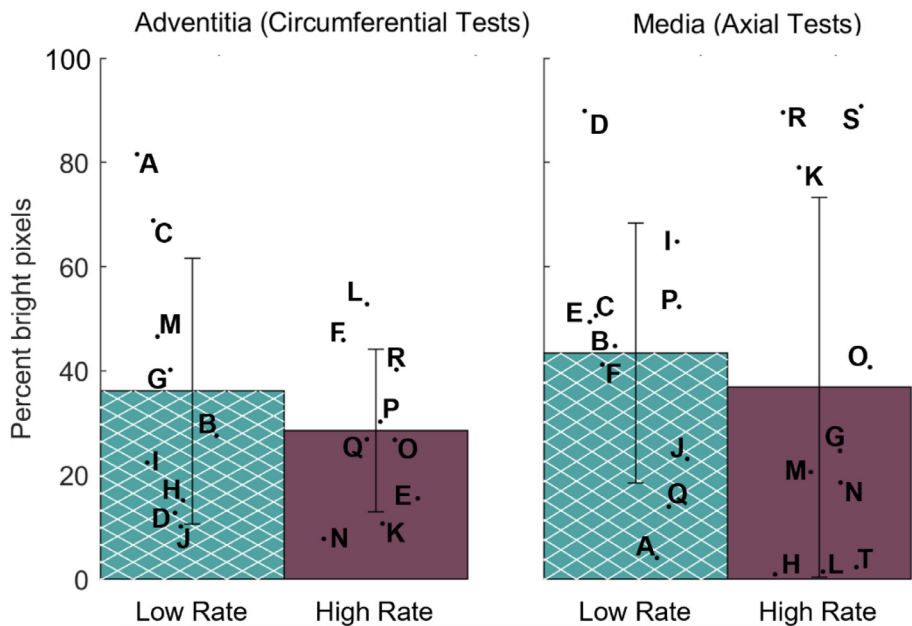 Adventitia (Circumferential Tests) Media (Axial Tests)
Percent bright pixels
100
80
60
40
20
0
A
C
M
G
B
I
H
D
J
L
F
R
P
Q
O
E
K
N
D
I
P
E
C
B
F
J
Q
A
R
S
K
O
G
M
N
H
L
T
Low Rate High Rate Low Rate High Rate